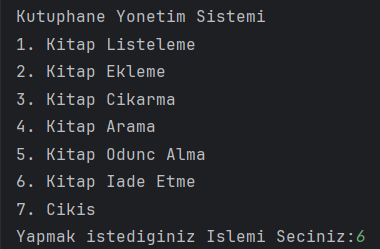 Kutuphane Yonetim Sistemi
1. Kitap Listeleme
2. Kitap Ekleme
3. Kitap Cikarma
4. Kitap Arama
5. Kitap Odunc Alma
6. Kitap Iade Etme
7. Cikis
Yapmak istediginiz Islemi Seciniz:6